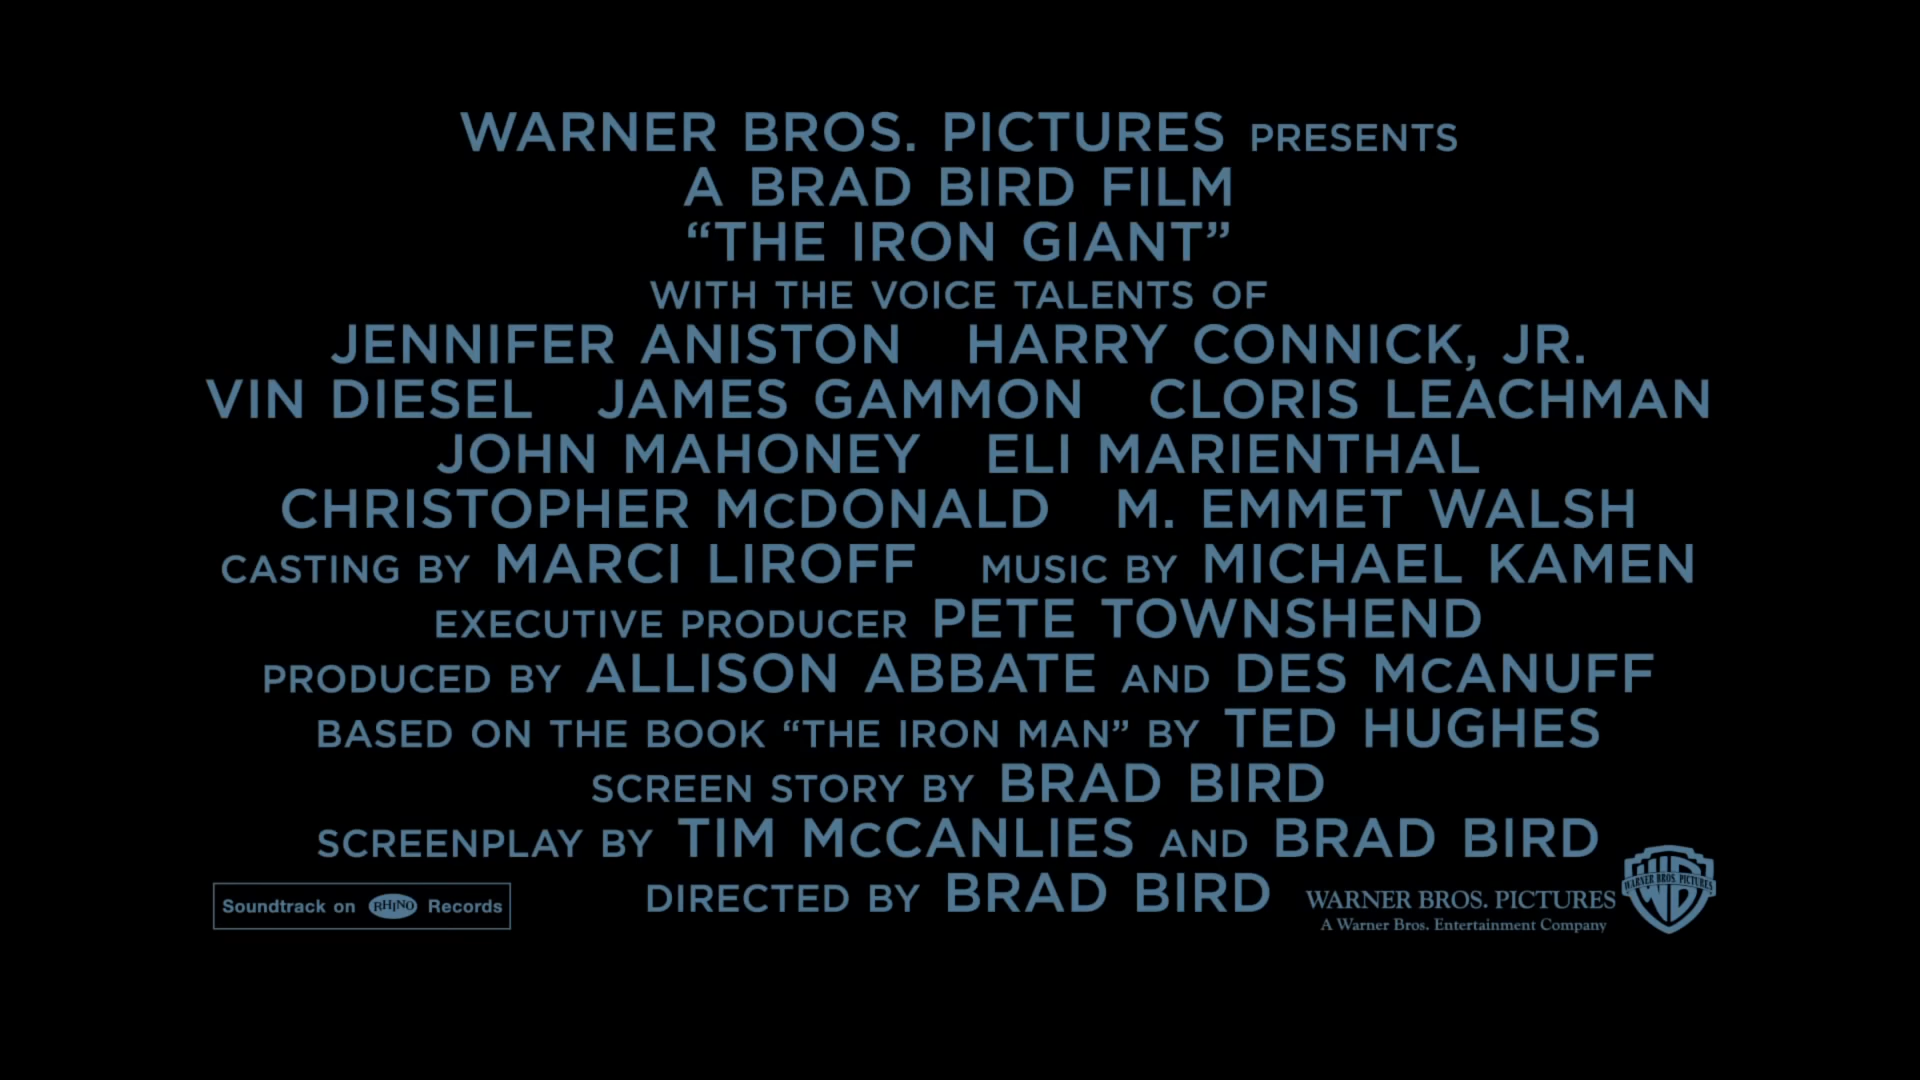 WARNER BROS. PICTURES PRESENTS
A BRAD BIRD FILM
“THE IRON GIANT”
WITH THE VOICE TALENTS OF
JENNIFER ANISTON HARRY CONNICK, JR.
VIN DIESEL JAMES GAMMON CLORIS LEACHMAN
JOHN MAHONEY ELI MARIENTHAL
CHRISTOPHER McDONALD M. EMMET WALSH
CASTING BY MARCI LIROFF MUSIC BY MICHAEL KAMEN
EXECUTIVE PRODUCER PETE TOWNSHEND
PRODUCED BY ALLISON ABBATE AND DES McANUFF
BASED ON THE BOOK “THE IRON MAN” BY TED HUGHES
SCREEN STORY BY BRAD BIRD
SCREENPLAY BY TIM McCANLIES AND BRAD BIRD
DIRECTED BY BRAD BIRD
Soundtrack on RHINO Records
WARNER BROS. PICTURES
A Warner Bros. Entertainment Company
WARNER BROS. PICTURES
WB